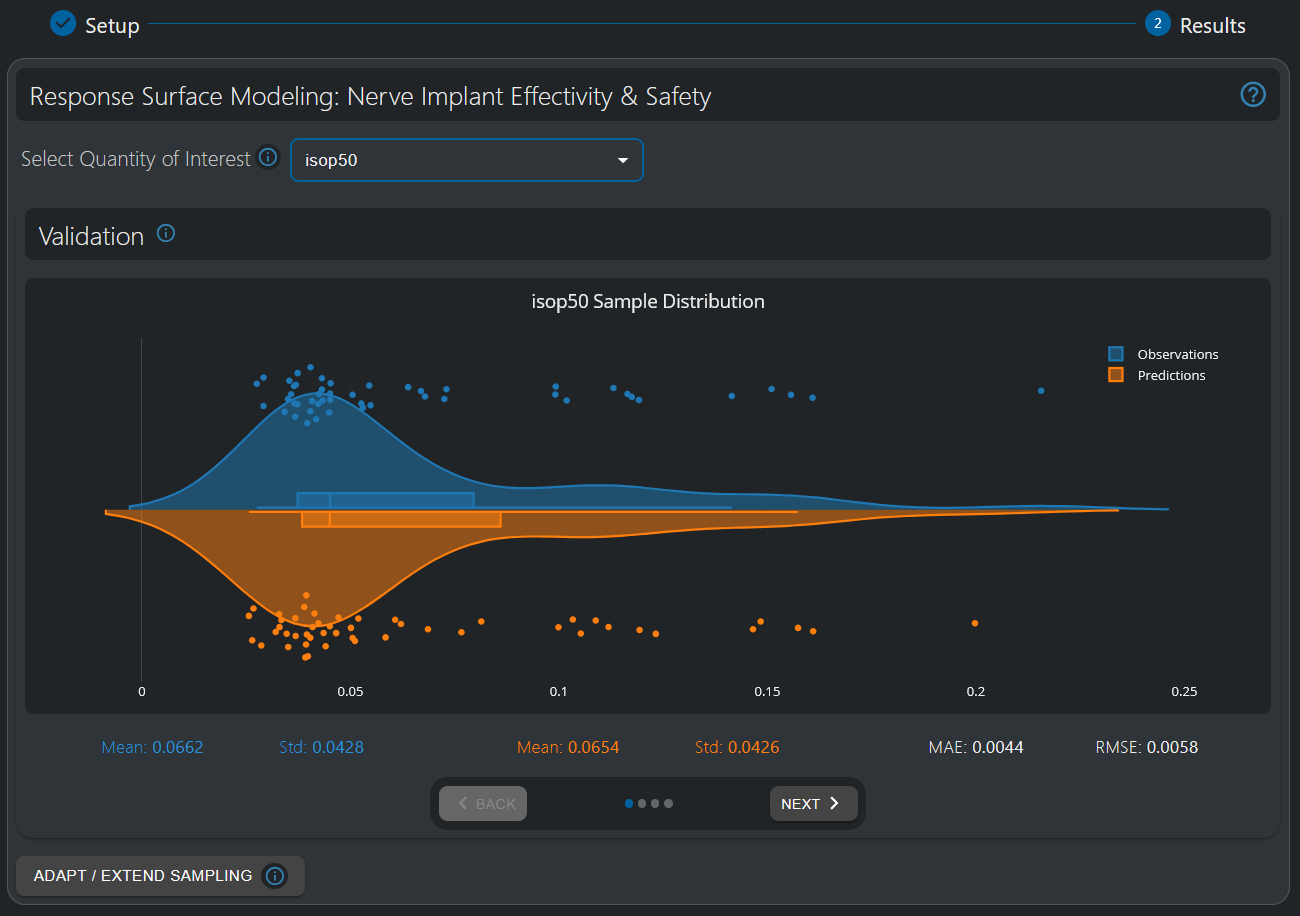 Setup
2
Results
Response Surface Modeling: Nerve Implant Effectivity & Safety
?
Select Quantity of Interest
isop50
Validation
isop50 Sample Distribution
Observations
Predictions
0 0.05 0.1 0.15 0.2 0.25
Mean: 0.0662 Std: 0.0428 Mean: 0.0654 Std: 0.0426 MAE: 0.0044 RMSE: 0.0058
BACK NEXT
ADAPT / EXTEND SAMPLING